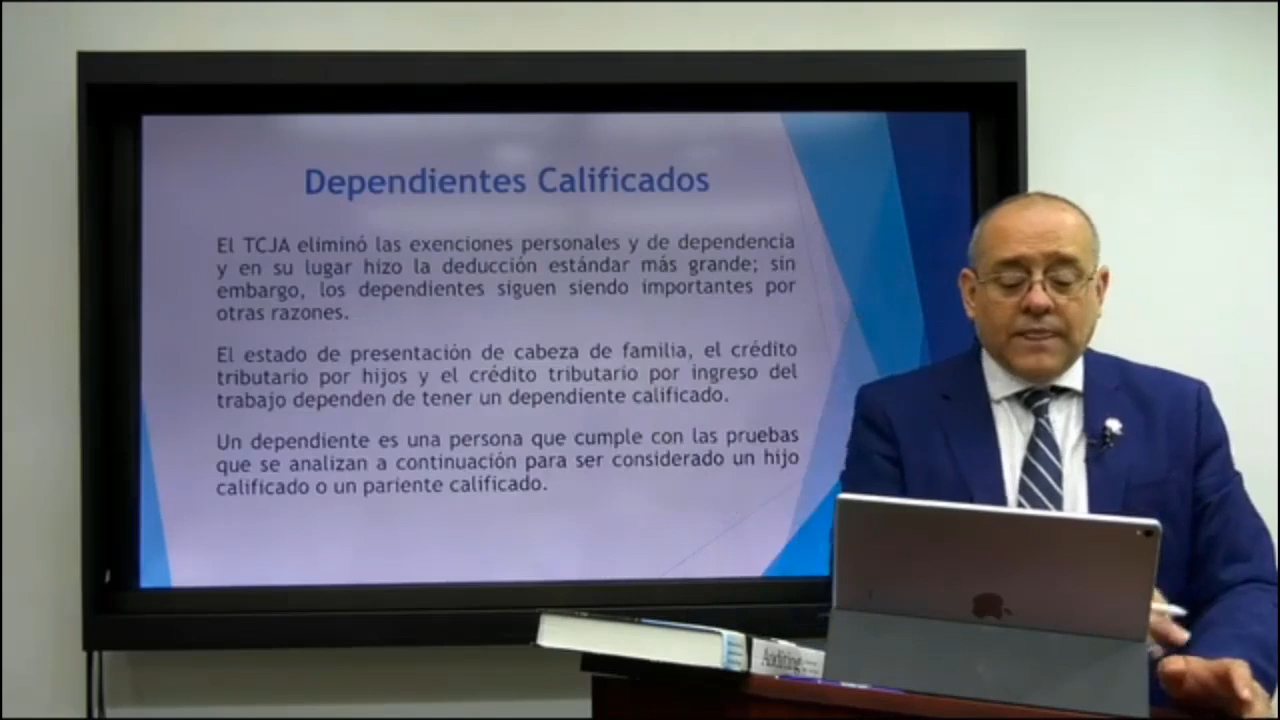 Dependientes Calificados
El TCJA eliminó las exenciones personales y de dependencia
y en su lugar hizo la deducción estándar más grande; sin
embargo, los dependientes siguen siendo importantes por
otras razones.
El estado de presentación de cabeza de familia, el crédito
tributario por hijos y el crédito tributario por ingreso del
trabajo dependen de tener un dependiente calificado.
Un dependiente es una persona que cumple con las pruebas
que se analizan a continuación para ser considerado un hijo
calificado o un pariente calificado.
Auditing